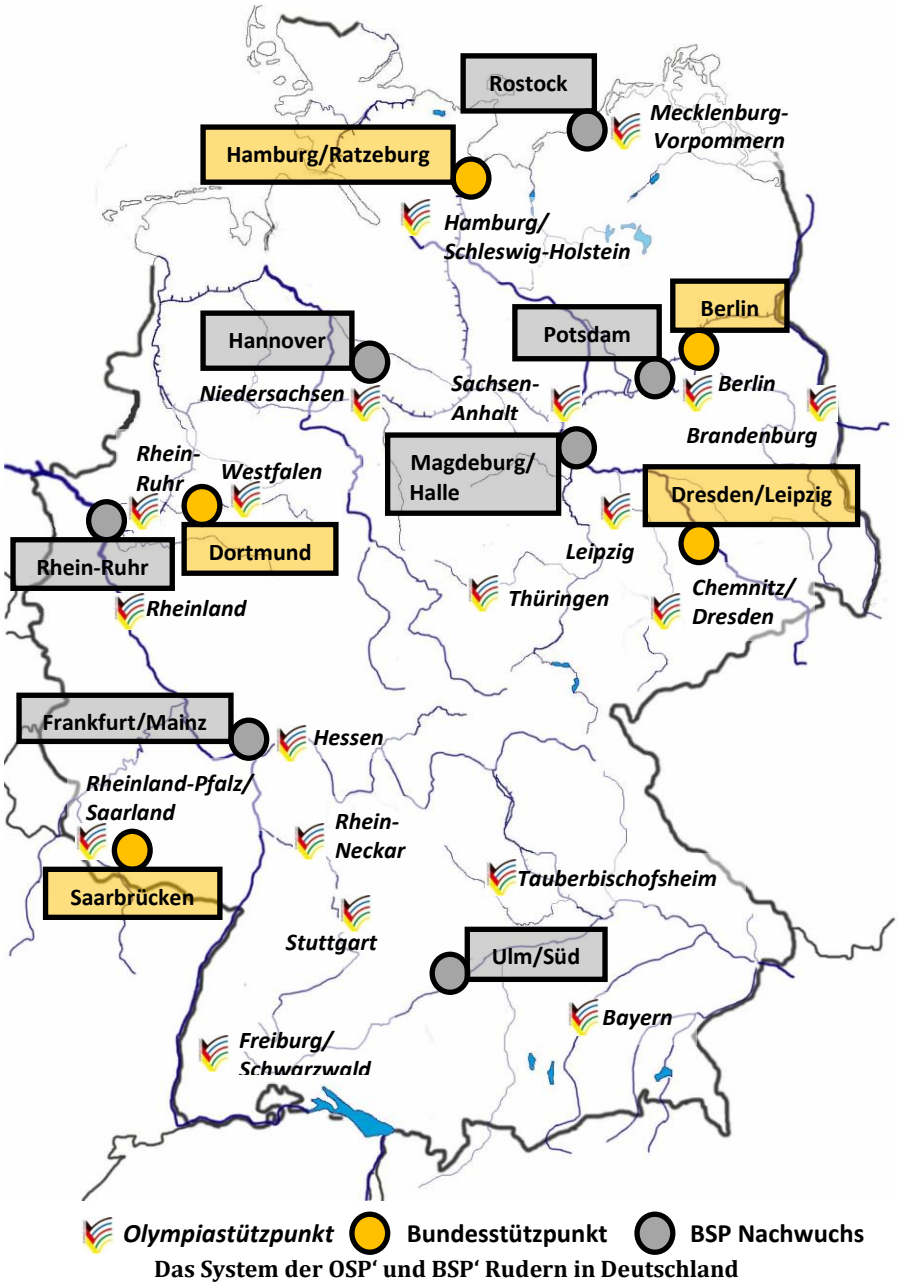 Rostock
Mecklenburg-
Vorpommern
Hamburg/Ratzeburg
Hamburg/
Schleswig-Holstein
Berlin
Hannover
Potsdam
Niedersachsen
Sachsen-
Anhalt
Berlin
Brandenburg
Rhein-
Ruhr
Westfalen
Magdeburg/
Halle
Dresden/Leipzig
Rhein-Ruhr
Dortmund
Leipzig
Rheinland
Thüringen
Chemnitz/
Dresden
Frankfurt/Mainz
Hessen
Rheinland-Pfalz/
Saarland
Rhein-
Neckar
Saarbrücken
Tauberbischofsheim
Stuttgart
Ulm/Süd
Bayern
Freiburg/
Schwarzwald
Olympiastützpunkt
Bundesstützpunkt
BSP Nachwuchs
Das System der OSP‘ und BSP‘ Rudern in Deutschland